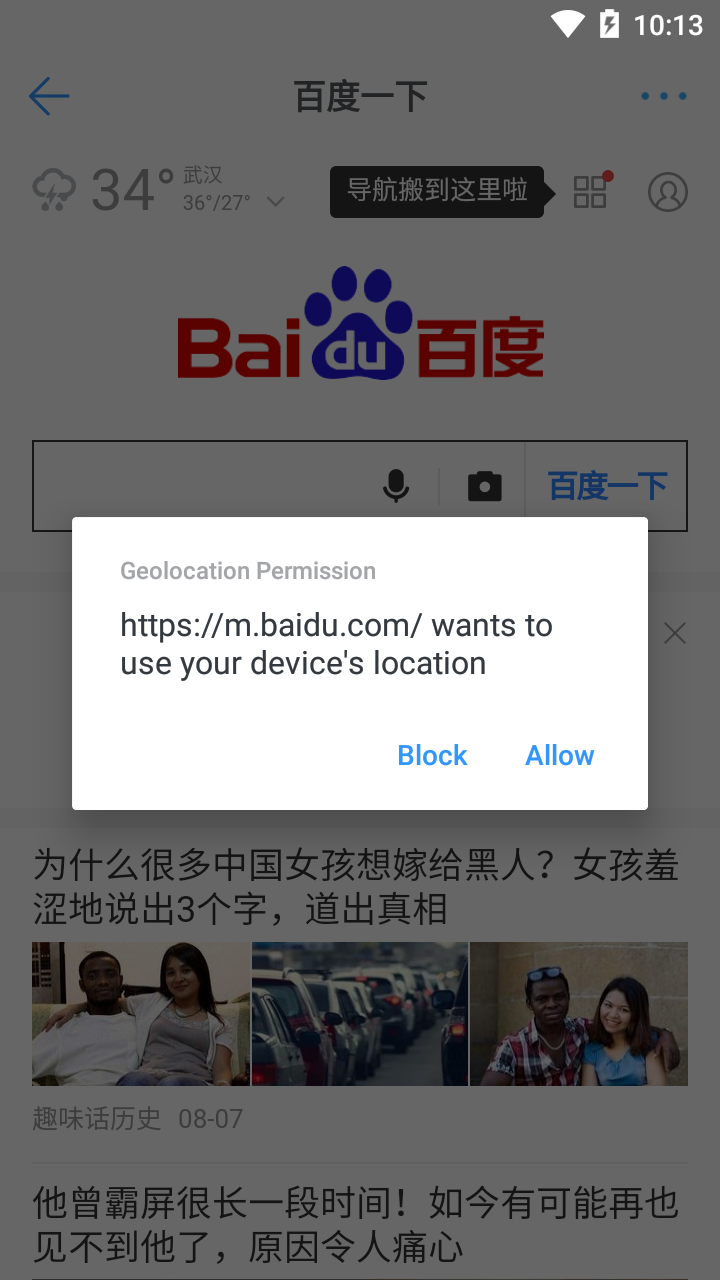 10:13
百度一下
34°
武汉
36°/27°
导航搬到这里啦
Bai du 百度
百度一下
Geolocation Permission
https://m.baidu.com/ wants to
use your device's location
Block
Allow
为什么很多中国女孩想嫁给黑人？女孩羞
涩地说出3个字，道出真相
趣味话历史 08-07
他曾霸屏很长一段时间！如今有可能再也
见不到他了，原因令人痛心